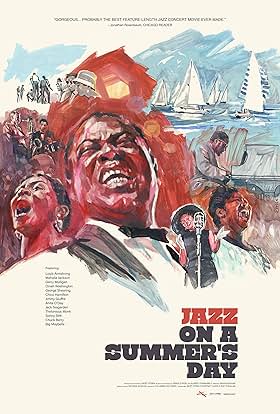 "GORGEOUS... PROBABLY THE BEST FEATURE-LENGTH JAZZ CONCERT MOVIE EVER MADE."
—Jonathan Rosenbaum, CHICAGO READER
JAZZ
ON A
SUMMER'S
DAY
Featuring:
Louis Armstrong
Mahalia Jackson
Gerry Mulligan
Dinah Washington
George Shearing
Chico Hamilton
Jimmy Giuffre
Anita O'Day
Jack Teagarden
Thelonious Monk
Sonny Stitt
Chuck Berry
Big Maybelle